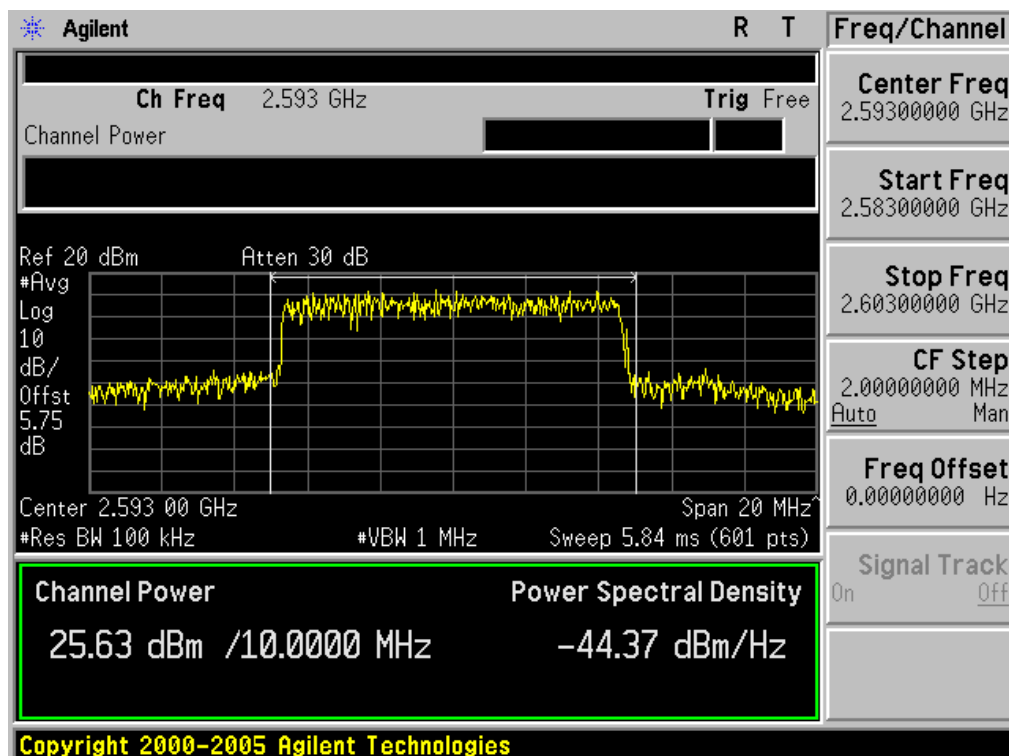 Agilent R T
Ch Freq 2.593 GHz Trig Free
Channel Power
Ref 20 dBm Atten 30 dB
#Avg
Log
10
dB/
Offst
5.75
dB
Center 2.593 00 GHz Span 20 MHz^
#Res BW 100 kHz #VBW 1 MHz Sweep 5.84 ms (601 pts)
Channel Power Power Spectral Density
25.63 dBm /10.0000 MHz -44.37 dBm/Hz
Copyright 2000-2005 Agilent Technologies
Freq/Channel
Center Freq
2.59300000 GHz
Start Freq
2.58300000 GHz
Stop Freq
2.60300000 GHz
CF Step
2.00000000 MHz
Auto Man
Freq Offset
0.00000000 Hz
Signal Track
On Off